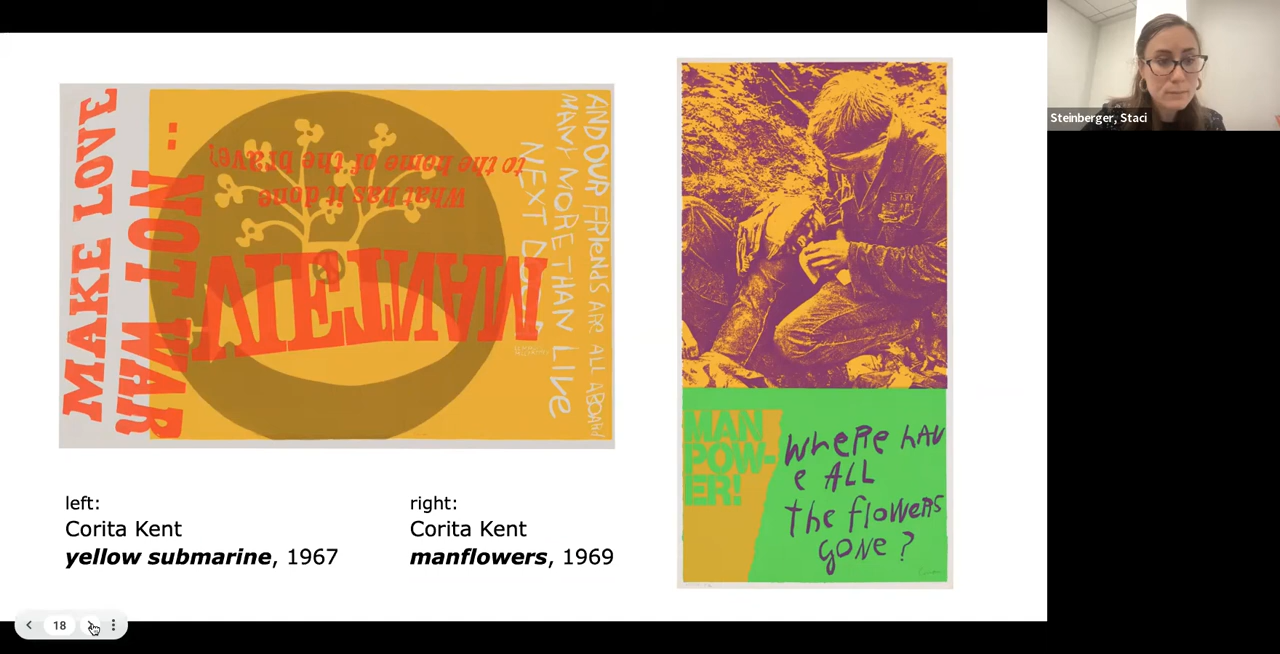 MAKE LOVE
NOT WAR
to the home of the brave?
What has it done
VIETNAM
AND OUR FRIENDS ARE ALL ABOARD
MANY MORE THAN LIVE
NEXT
MAN
POW-
ER!
WHERE HAV
E ALL
THE FLOWERS
GONE?
left:
Corita Kent
yellow submarine, 1967
right:
Corita Kent
manflowers, 1969
Steinberger, Staci
18